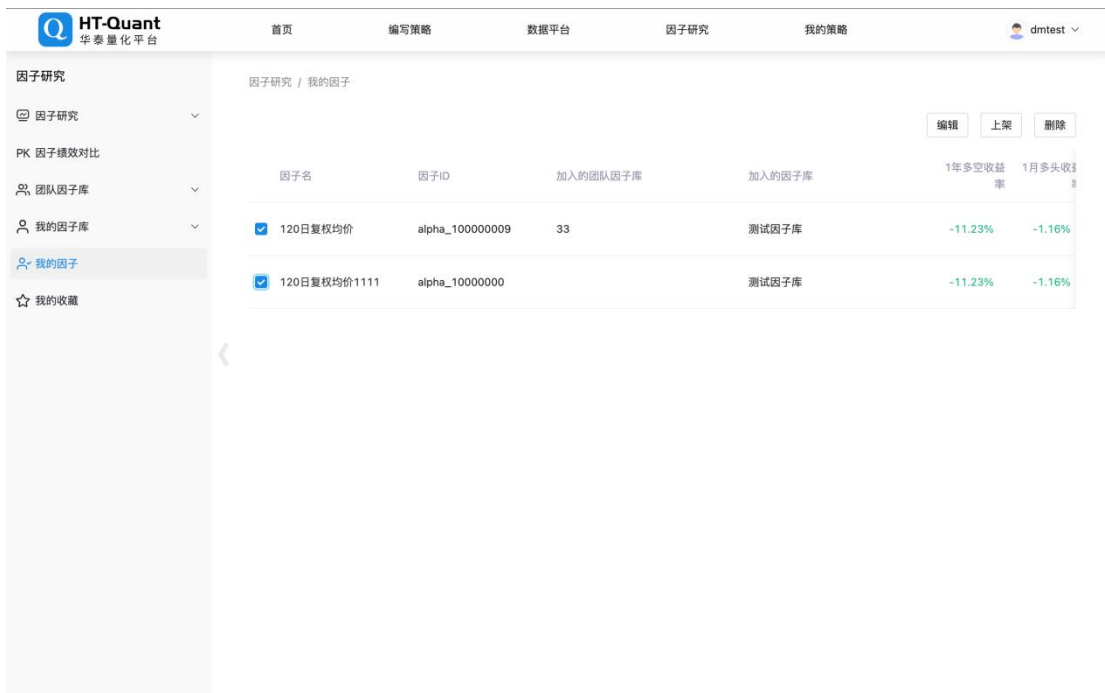 HT-Quant
华泰量化平台
首页
编写策略
数据平台
因子研究
我的策略
dmtest
因子研究
因子研究
PK 因子绩效对比
团队因子库
我的因子库
我的因子
我的收藏
因子研究 / 我的因子
编辑
上架
删除
因子名
因子ID
加入的团队因子库
加入的因子库
1年多空收益
率
1月多头收
120日复权均价
alpha_100000009
33
测试因子库
-11.23%
-1.16%
120日复权均价1111
alpha_10000000
测试因子库
-11.23%
-1.16%